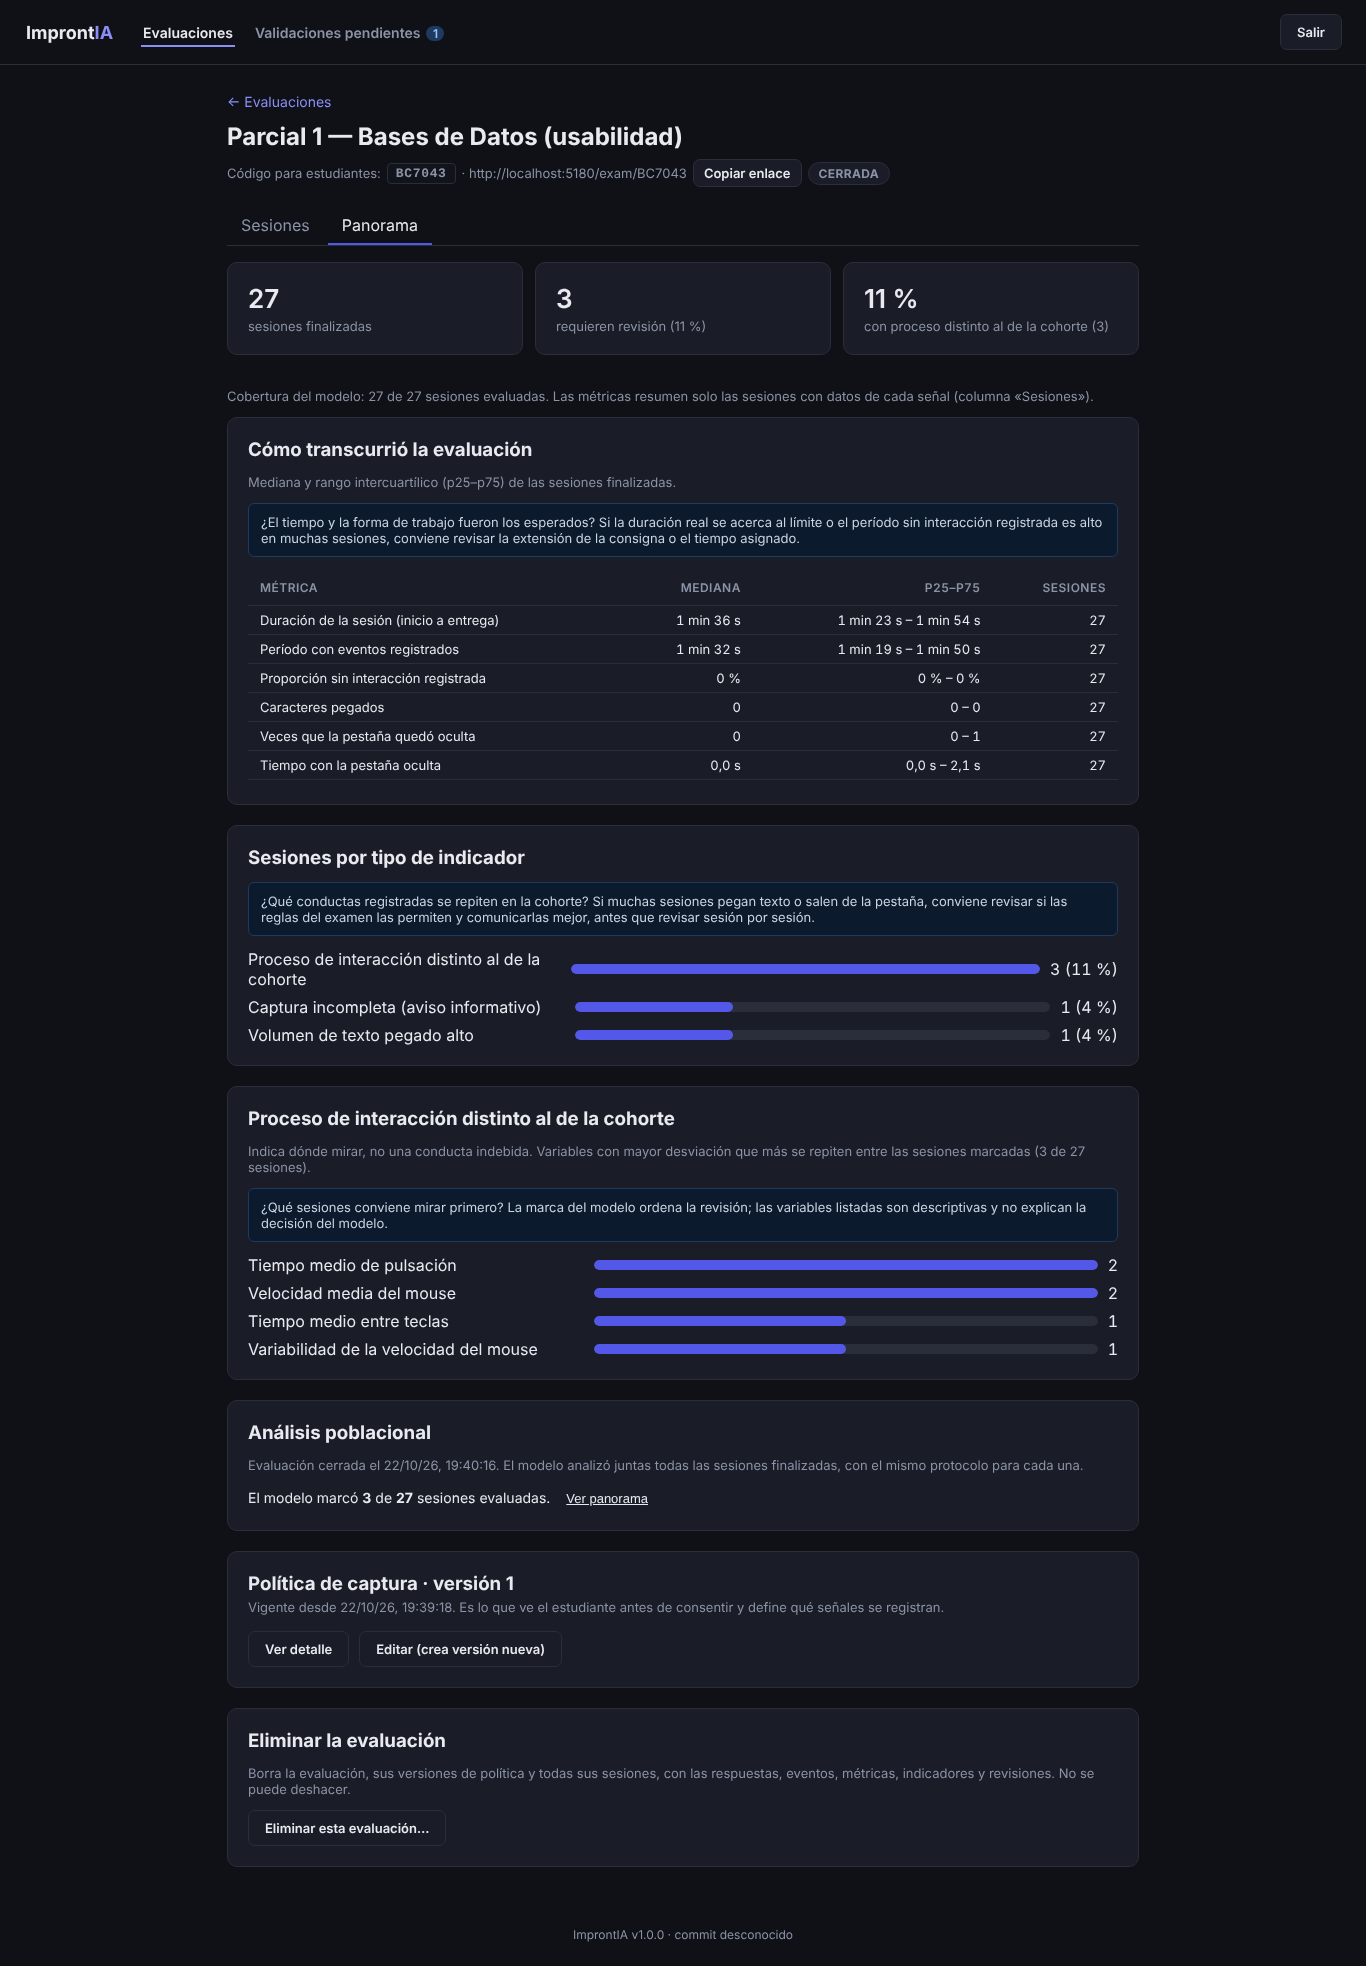 ImprontIA
Evaluaciones
Validaciones pendientes 1
Salir
← Evaluaciones
Parcial 1 — Bases de Datos (usabilidad)
Código para estudiantes: BC7043 · http://localhost:5180/exam/BC7043 Copiar enlace CERRADA
Sesiones Panorama
27
sesiones finalizadas
3
requieren revisión (11 %)
11 %
con proceso distinto al de la cohorte (3)
Cobertura del modelo: 27 de 27 sesiones evaluadas. Las métricas resumen solo las sesiones con datos de cada señal (columna «Sesiones»).
Cómo transcurrió la evaluación
Mediana y rango intercuartílico (p25–p75) de las sesiones finalizadas.
¿El tiempo y la forma de trabajo fueron los esperados? Si la duración real se acerca al límite o el período sin interacción registrada es alto
en muchas sesiones, conviene revisar la extensión de la consigna o el tiempo asignado.
MÉTRICA MEDIANA P25–P75 SESIONES
Duración de la sesión (inicio a entrega) 1 min 36 s 1 min 23 s – 1 min 54 s 27
Período con eventos registrados 1 min 32 s 1 min 19 s – 1 min 50 s 27
Proporción sin interacción registrada 0 % 0 % – 0 % 27
Caracteres pegados 0 0 – 0 27
Veces que la pestaña quedó oculta 0 0 – 1 27
Tiempo con la pestaña oculta 0,0 s 0,0 s – 2,1 s 27
Sesiones por tipo de indicador
¿Qué conductas registradas se repiten en la cohorte? Si muchas sesiones pegan texto o salen de la pestaña, conviene revisar si las
reglas del examen las permiten y comunicarlas mejor, antes que revisar sesión por sesión.
Proceso de interacción distinto al de la
cohorte 3 (11 %)
Captura incompleta (aviso informativo) 1 (4 %)
Volumen de texto pegado alto 1 (4 %)
Proceso de interacción distinto al de la cohorte
Indica dónde mirar, no una conducta indebida. Variables con mayor desviación que más se repiten entre las sesiones marcadas (3 de 27
sesiones).
¿Qué sesiones conviene mirar primero? La marca del modelo ordena la revisión; las variables listadas son descriptivas y no explican la
decisión del modelo.
Tiempo medio de pulsación 2
Velocidad media del mouse 2
Tiempo medio entre teclas 1
Variabilidad de la velocidad del mouse 1
Análisis poblacional
Evaluación cerrada el 22/10/26, 19:40:16. El modelo analizó juntas todas las sesiones finalizadas, con el mismo protocolo para cada una.
El modelo marcó 3 de 27 sesiones evaluadas. Ver panorama
Política de captura · versión 1
Vigente desde 22/10/26, 19:39:18. Es lo que ve el estudiante antes de consentir y define qué señales se registran.
Ver detalle Editar (crea versión nueva)
Eliminar la evaluación
Borra la evaluación, sus versiones de política y todas sus sesiones, con las respuestas, eventos, métricas, indicadores y revisiones. No se
puede deshacer.
Eliminar esta evaluación…
ImprontIA v1.0.0 · commit desconocido